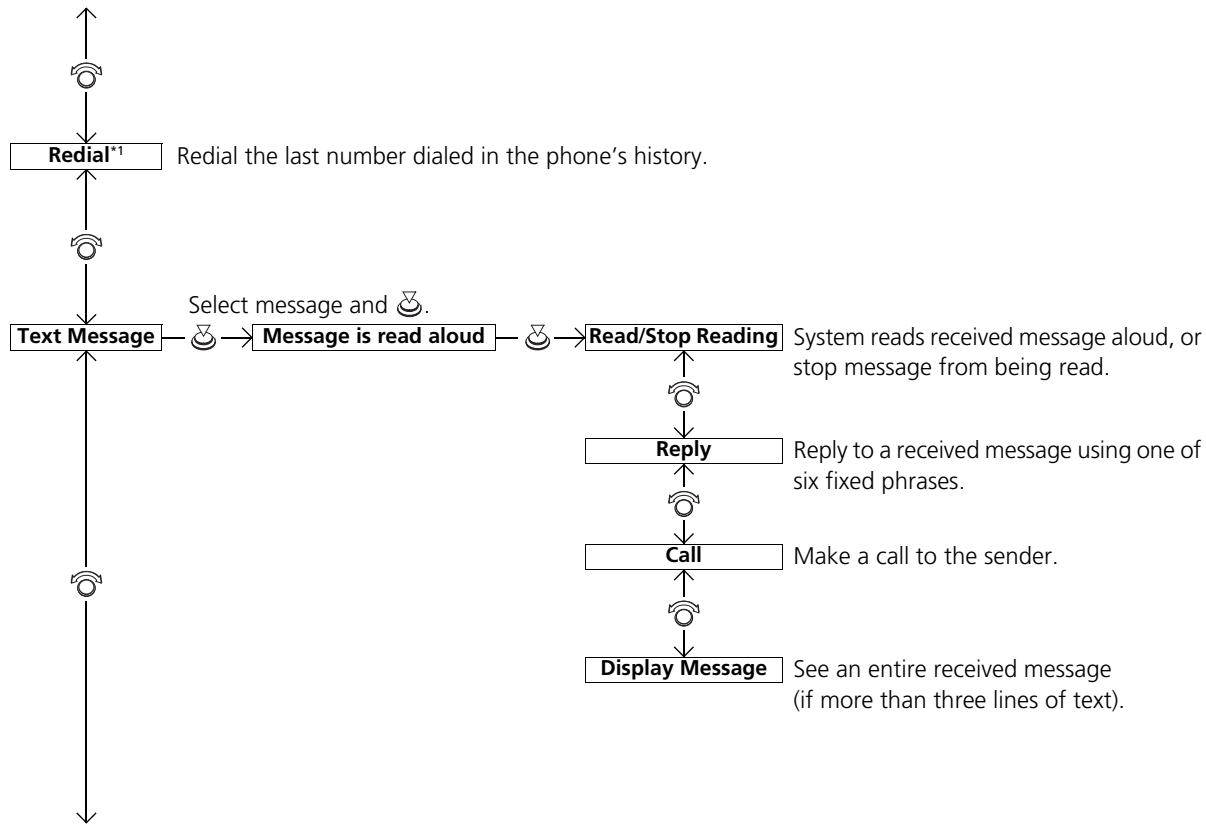 Redial*1 Redial the last number dialed in the phone's history.
Select message and .
Text Message Message is read aloud Read/Stop Reading System reads received message aloud, or
stop message from being read.
Reply Reply to a received message using one of
six fixed phrases.
Call Make a call to the sender.
Display Message See an entire received message
(if more than three lines of text).